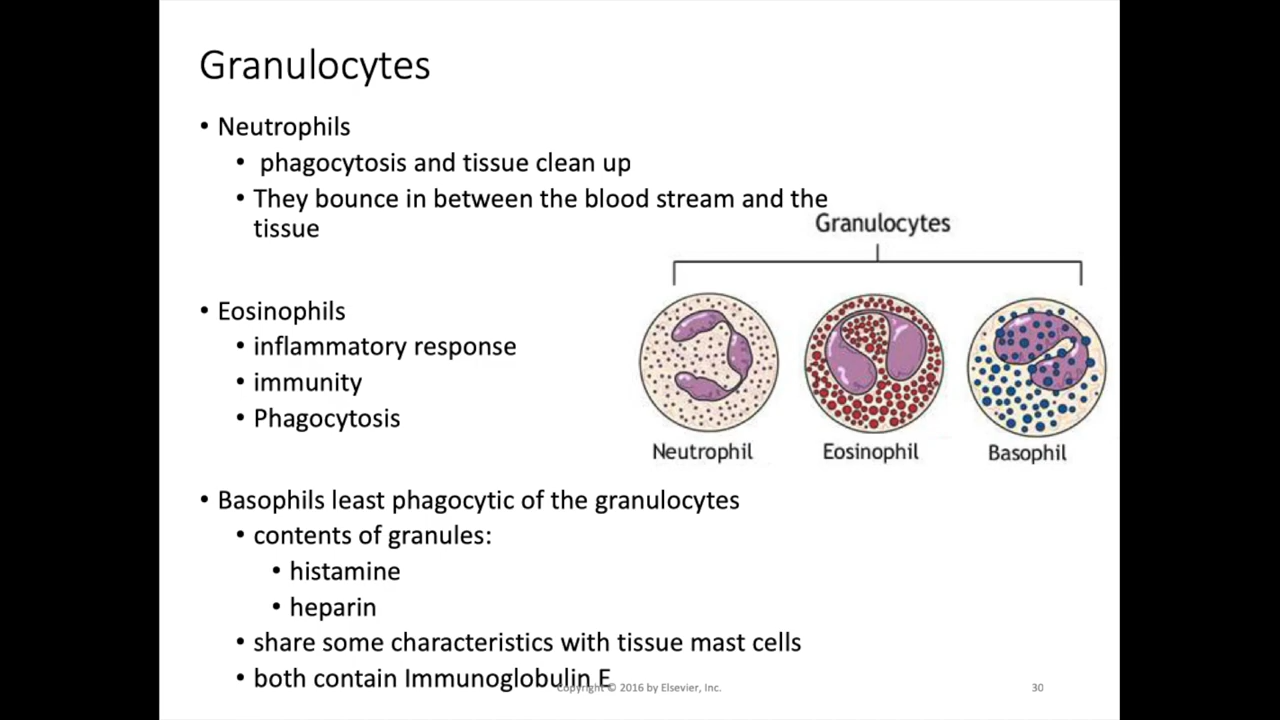 Granulocytes
• Neutrophils
• phagocytosis and tissue clean up
• They bounce in between the blood stream and the
tissue
• Eosinophils
• inflammatory response
• immunity
• Phagocytosis
Granulocytes
Neutrophil
Eosinophil
Basophil
• Basophils least phagocytic of the granulocytes
• contents of granules:
• histamine
• heparin
• share some characteristics with tissue mast cells
• both contain Immunoglobulin E
Copyright © 2016 by Elsevier, Inc.
30